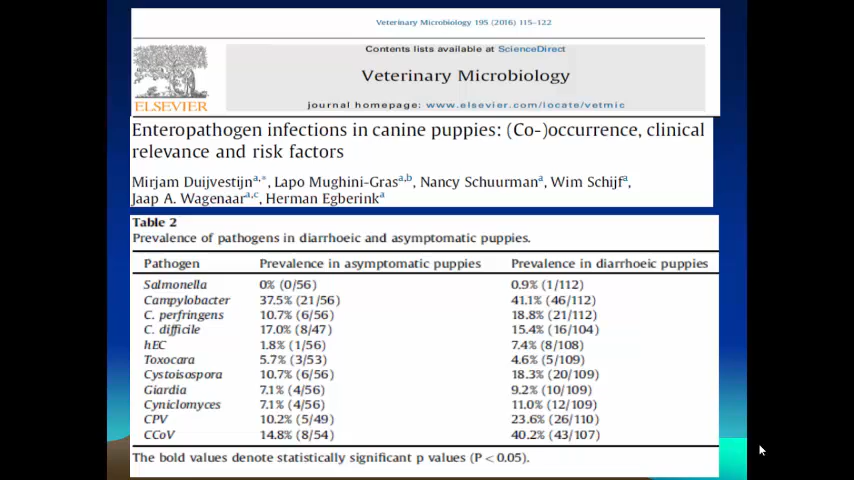 Veterinary Microbiology 195 (2016) 115–122
Contents lists available at ScienceDirect
Veterinary Microbiology
ELSEVIER
journal homepage: www.elsevier.com/locate/vetmic
Enteropathogen infections in canine puppies: (Co-)occurrence, clinical
relevance and risk factors
Mirjam Duijvestijna,*, Lapo Mughini-Grasa,b, Nancy Schuurmana, Wim Schijfa,
Jaap A. Wagenaara,c, Herman Egberinka
Table 2
Prevalence of pathogens in diarrhoeic and asymptomatic puppies.
Pathogen Prevalence in asymptomatic puppies Prevalence in diarrhoeic puppies
Salmonella 0% (0/56) 0.9% (1/112)
Campylobacter 37.5% (21/56) 41.1% (46/112)
C. perfringens 10.7% (6/56) 18.8% (21/112)
C. difficile 17.0% (8/47) 15.4% (16/104)
hEC 1.8% (1/56) 7.4% (8/108)
Toxocara 5.7% (3/53) 4.6% (5/109)
Cystoisospora 10.7% (6/56) 18.3% (20/109)
Giardia 7.1% (4/56) 9.2% (10/109)
Cyniclomyces 7.1% (4/56) 11.0% (12/109)
CPV 10.2% (5/49) 23.6% (26/110)
CCoV 14.8% (8/54) 40.2% (43/107)
The bold values denote statistically significant p values (P < 0.05).